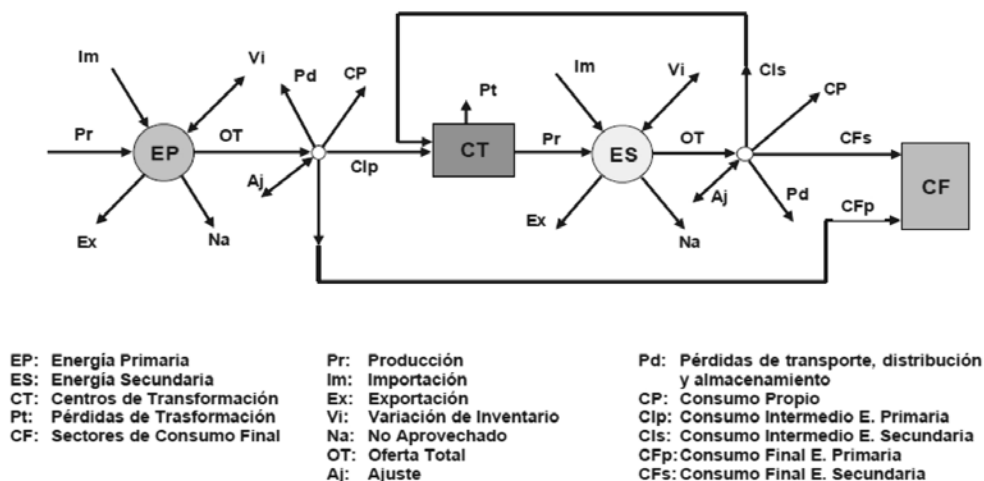 Im
Vi
Pd
CP
Pr
EP
OT
Aj
CIp
Ex
Na
Pt
CT
Pr
Im
Vi
ES
OT
Ex
Na
CIs
CP
CFs
Aj
Pd
CFp
CF
EP: Energía Primaria
ES: Energía Secundaria
CT: Centros de Transformación
Pt: Pérdidas de Trasformación
CF: Sectores de Consumo Final
Pr: Producción
Im: Importación
Ex: Exportación
Vi: Variación de Inventario
Na: No Aprovechado
OT: Oferta Total
Aj: Ajuste
Pd: Pérdidas de transporte, distribución
y almacenamiento
CP: Consumo Propio
CIp: Consumo Intermedio E. Primaria
CIs: Consumo Intermedio E. Secundaria
CFp: Consumo Final E. Primaria
CFs: Consumo Final E. Secundaria